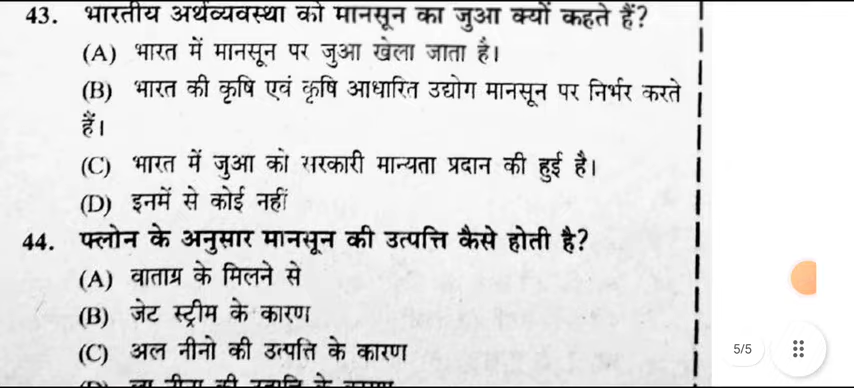 43. भारतीय अर्थव्यवस्था को मानसून का जुआ क्यों कहते हैं?
(A) भारत में मानसून पर जुआ खेला जाता है।
(B) भारत की कृषि एवं कृषि आधारित उद्योग मानसून पर निर्भर करते
हैं।
(C) भारत में जुआ को सरकारी मान्यता प्रदान की हुई है।
(D) इनमें से कोई नहीं
44. फ्लोन के अनुसार मानसून की उत्पत्ति कैसे होती है?
(A) वाताग्र के मिलने से
(B) जेट स्ट्रीम के कारण
(C) अल नीनो की उत्पति के कारण
5/5